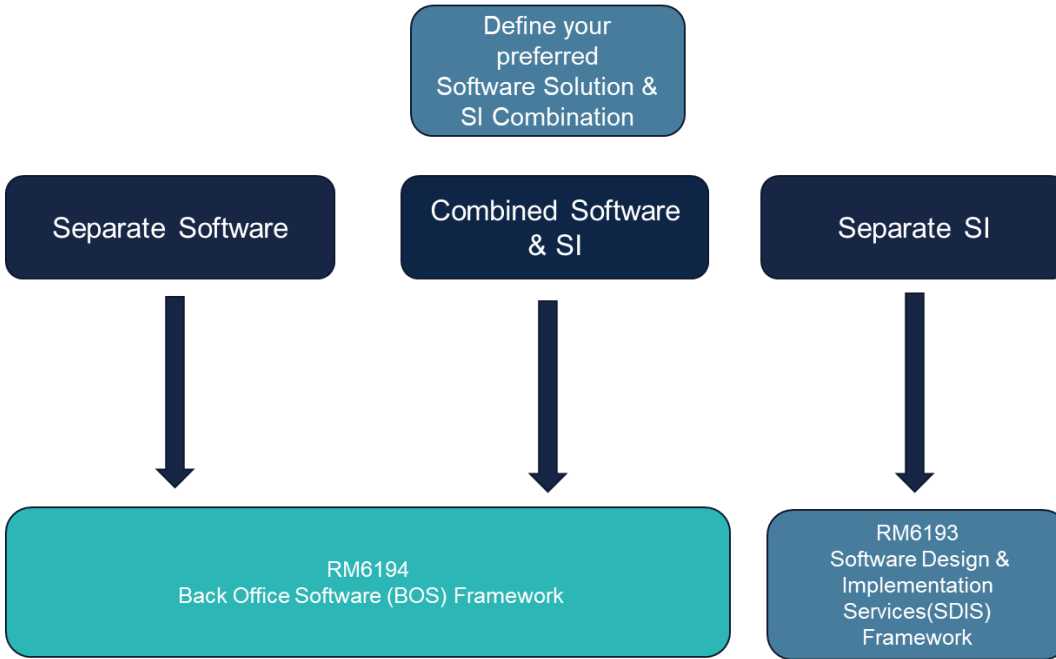 Define your
preferred
Software Solution &
SI Combination
Separate Software
Combined Software
& SI
Separate SI
RM6194
Back Office Software (BOS) Framework
RM6193
Software Design &
Implementation
Services(SDIS)
Framework